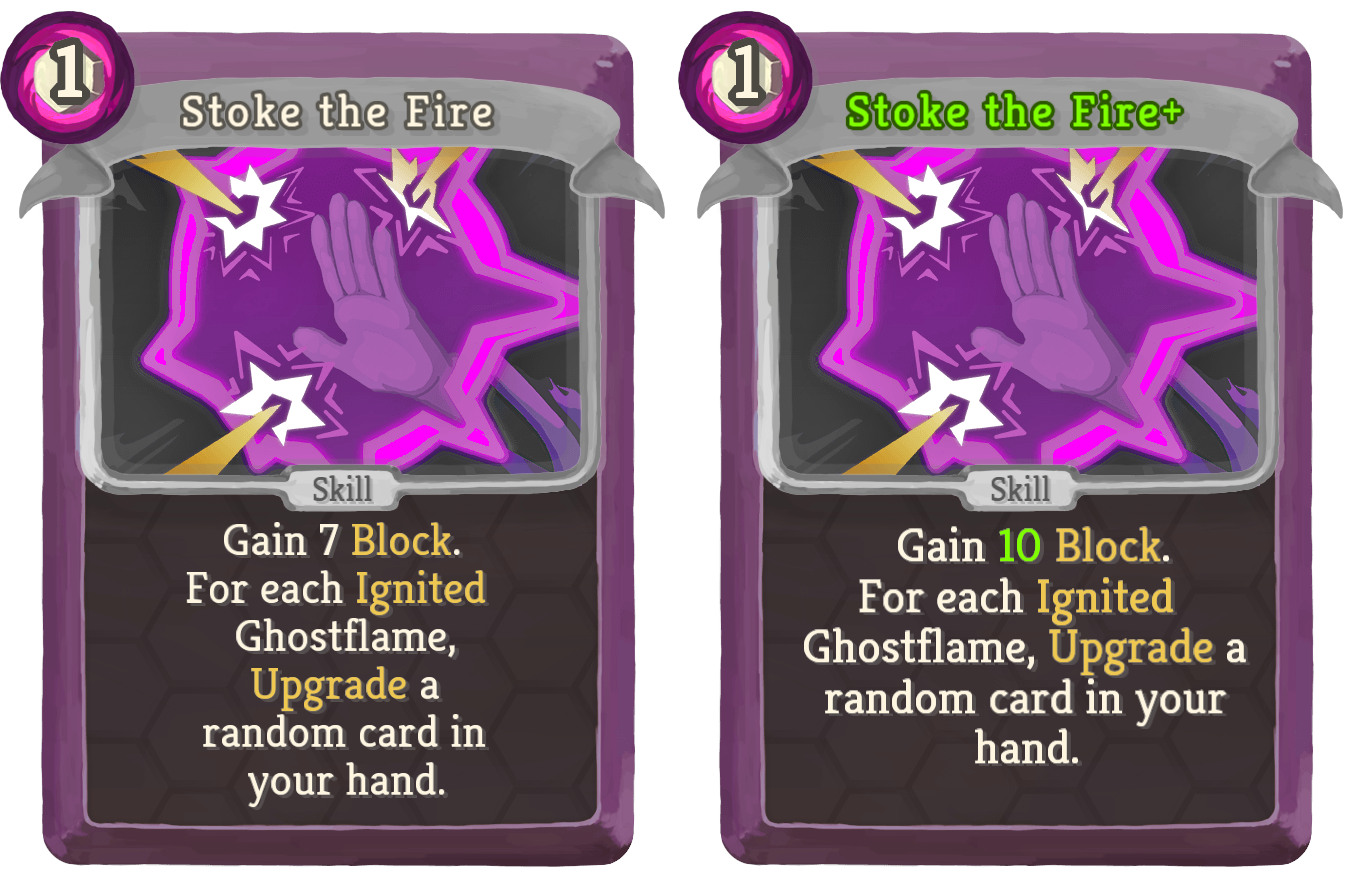 1
Stoke the Fire
Skill
Gain 7 Block.
For each Ignited
Ghostflame,
Upgrade a
random card in
your hand.
1
Stoke the Fire+
Skill
Gain 10 Block.
For each Ignited
Ghostflame, Upgrade a
random card in your
hand.